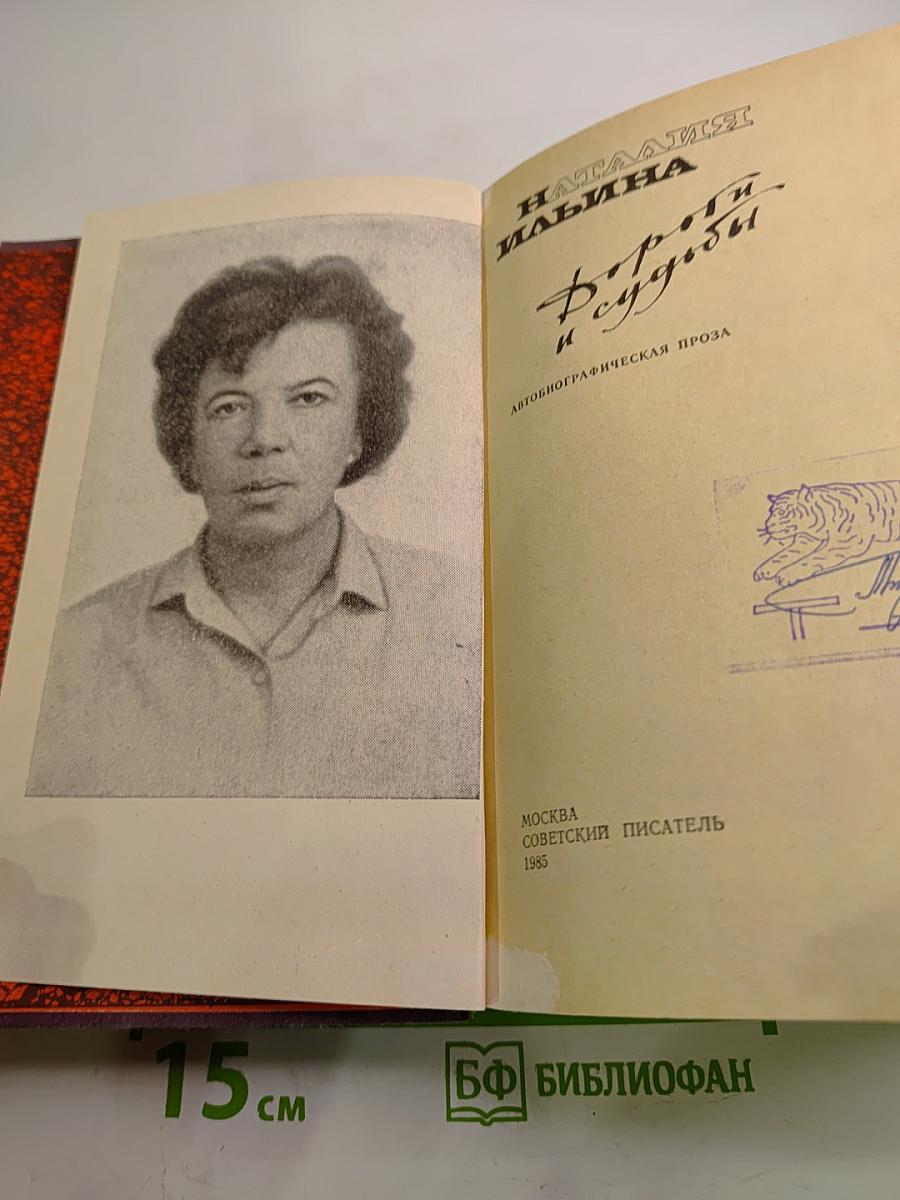 НАТАЛИЯ
ИЛЬИНА
Дороги
и судьбы
АВТОБИОГРАФИЧЕСКАЯ ПРОЗА
МОСКВА
СОВЕТСКИЙ ПИСАТЕЛЬ
1985
15 см
БФ БИБЛИОФАН